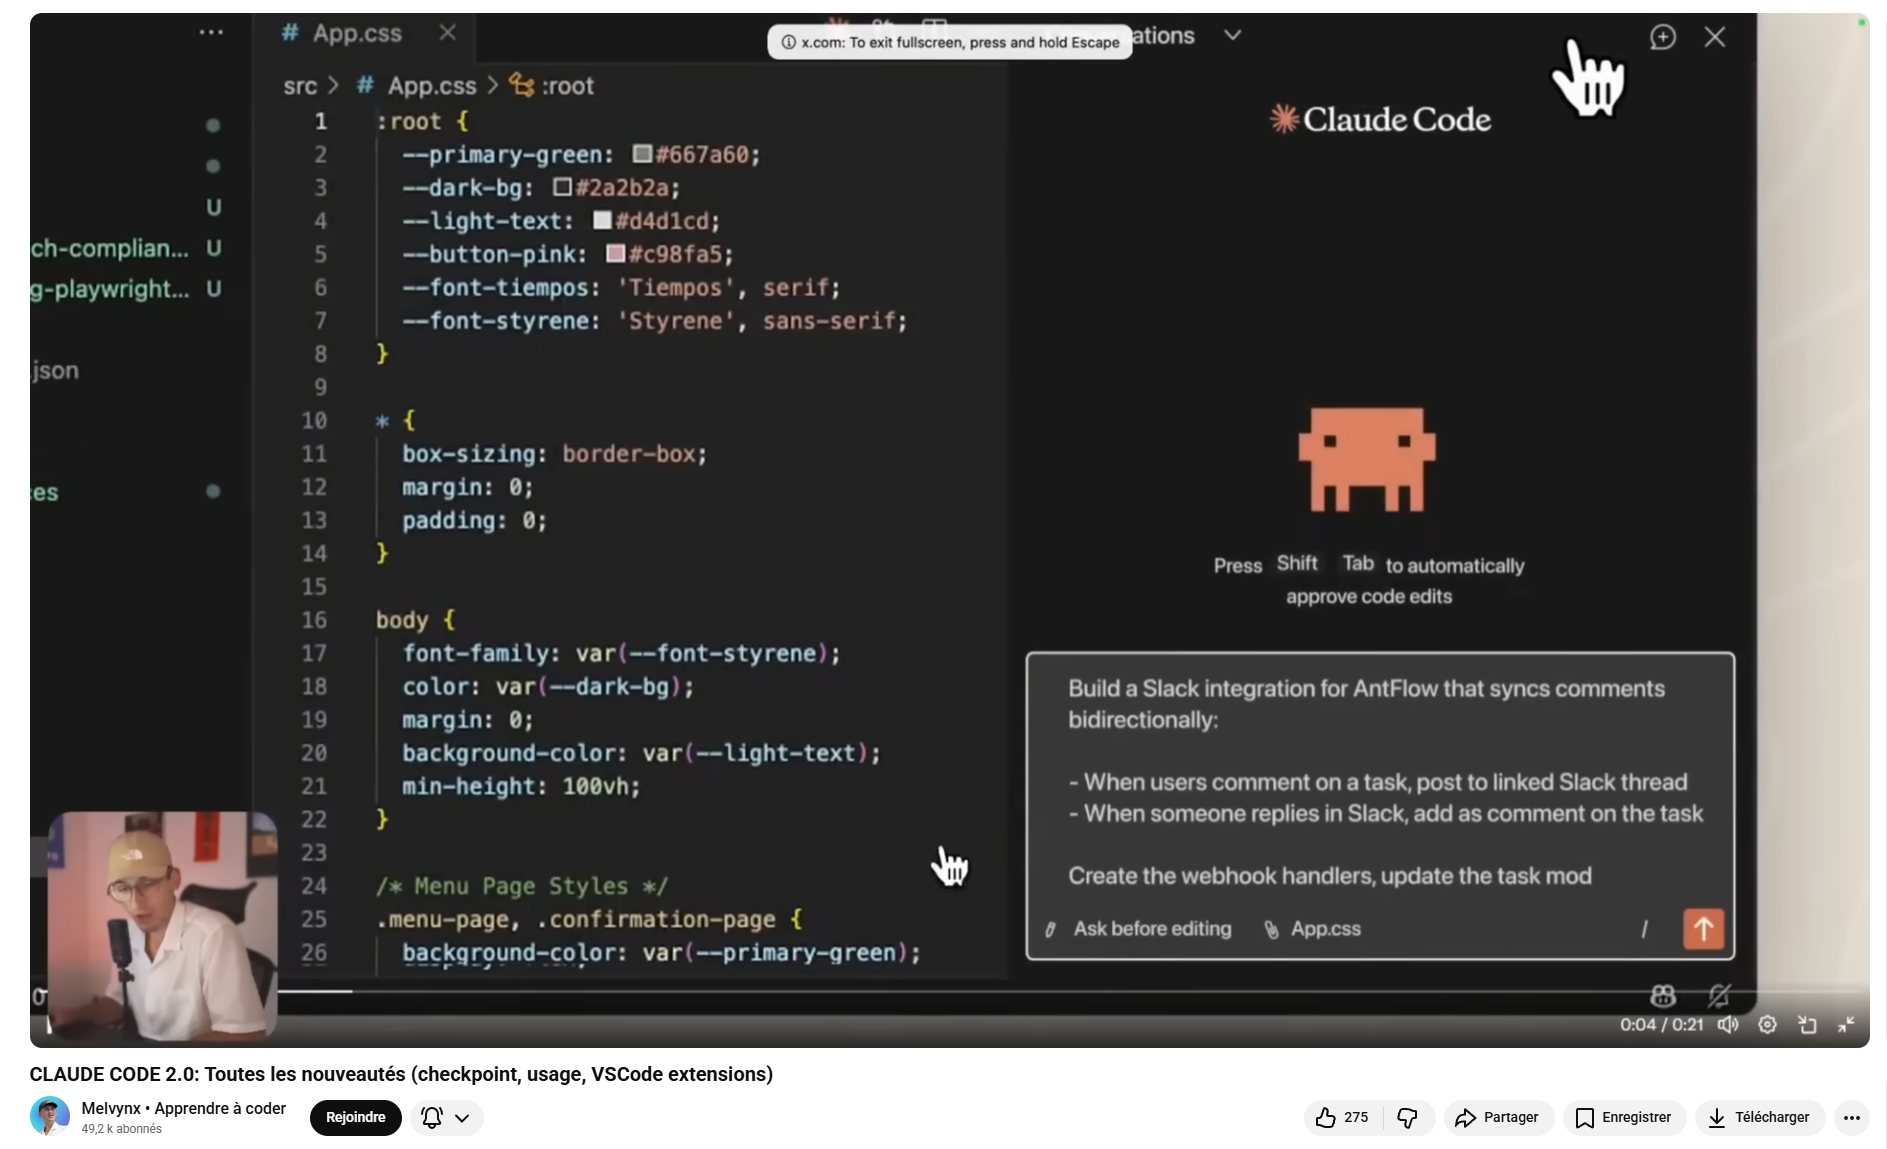 App.css
x.com: To exit fullscreen, press and hold Escape
ations
src > # App.css > :root
1 :root {
2 --primary-green: #667a60;
3 --dark-bg: #2a2b2a;
4 --light-text: #d4d1cd;
5 --button-pink: #c98fa5;
6 --font-tiempos: 'Tiempos', serif;
7 --font-styrene: 'Styrene', sans-serif;
8 }
9
10 * {
11 box-sizing: border-box;
12 margin: 0;
13 padding: 0;
14 }
15
16 body {
17 font-family: var(--font-styrene);
18 color: var(--dark-bg);
19 margin: 0;
20 background-color: var(--light-text);
21 min-height: 100vh;
22 }
23
24 /* Menu Page Styles */
25 .menu-page, .confirmation-page {
26 background-color: var(--primary-green);
U
ch-complian... U
g-playwright... U
.json
ces
Claude Code
Press Shift Tab to automatically
approve code edits
Build a Slack integration for AntFlow that syncs comments
bidirectionally:
- When users comment on a task, post to linked Slack thread
- When someone replies in Slack, add as comment on the task
Create the webhook handlers, update the task mod
Ask before editing App.css /
0:04 / 0:21
CLAUDE CODE 2.0: Toutes les nouveautés (checkpoint, usage, VSCode extensions)
Melvynx • Apprendre à coder
49,2 k abonnés
Rejoindre
275
Partager
Enregistrer
Télécharger